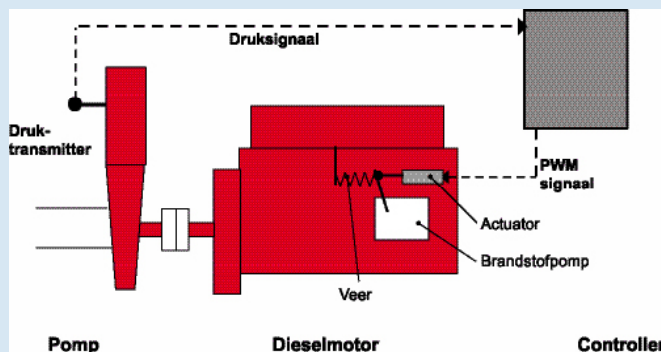 Druksignaal
Druk-
transmitter
PWM
signaal
Actuator
Brandstofpomp
Veer
Pomp
Dieselmotor
Controller